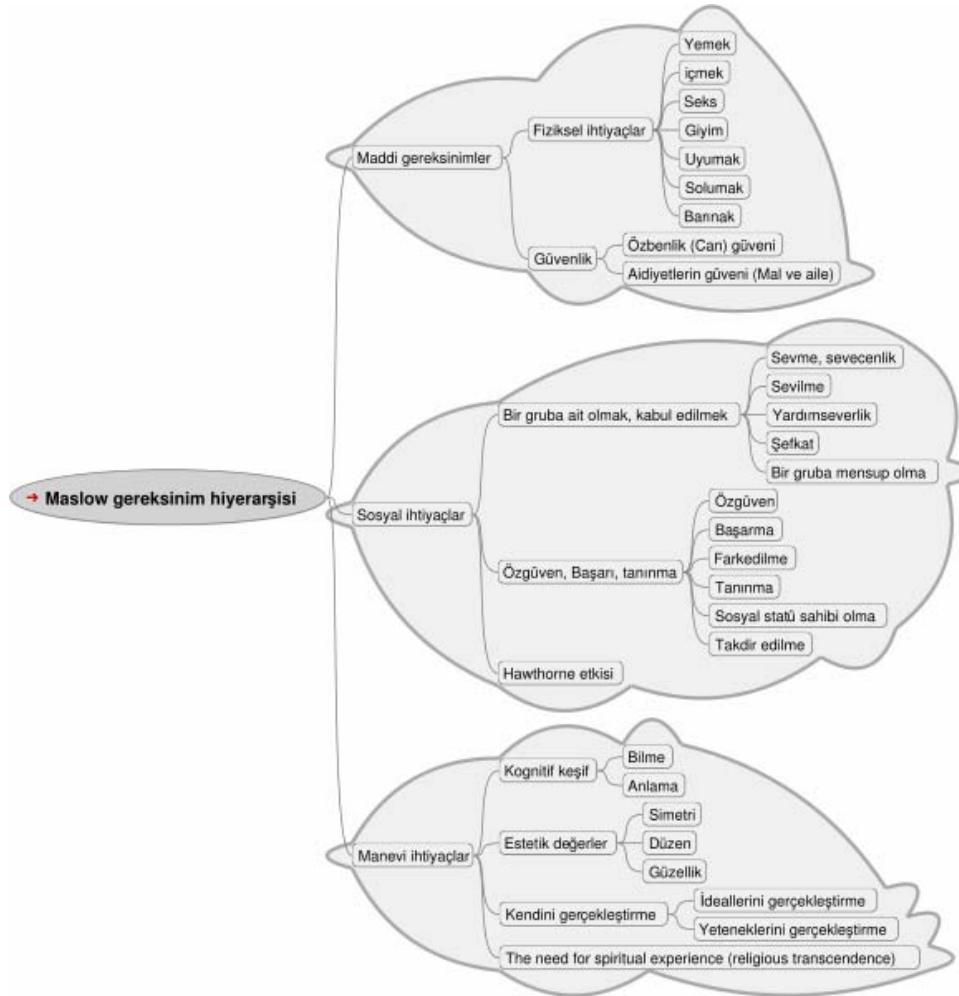 Maslow gereksinim hiyerarşisi
Maddi gereksinimler
Fiziksel ihtiyaçlar
Yemek
içmek
Seks
Giyim
Uyumak
Solumak
Barınak
Güvenlik
Özbenlik (Can) güveni
Aidiyetlerin güveni (Mal ve aile)
Sosyal ihtiyaçlar
Bir gruba ait olmak, kabul edilmek
Sevme, sevecenlik
Sevilme
Yardımseverlik
Şefkat
Bir gruba mensup olma
Özgüven, Başarı, tanınma
Özgüven
Başarma
Farkedilme
Tanınma
Sosyal statü sahibi olma
Takdir edilme
Hawthorne etkisi
Manevi ihtiyaçlar
Kognitif keşif
Bilme
Anlama
Estetik değerler
Simetri
Düzen
Güzellik
Kendini gerçekleştirme
İdeallerini gerçekleştirme
Yeteneklerini gerçekleştirme
The need for spiritual experience (religious transcendence)